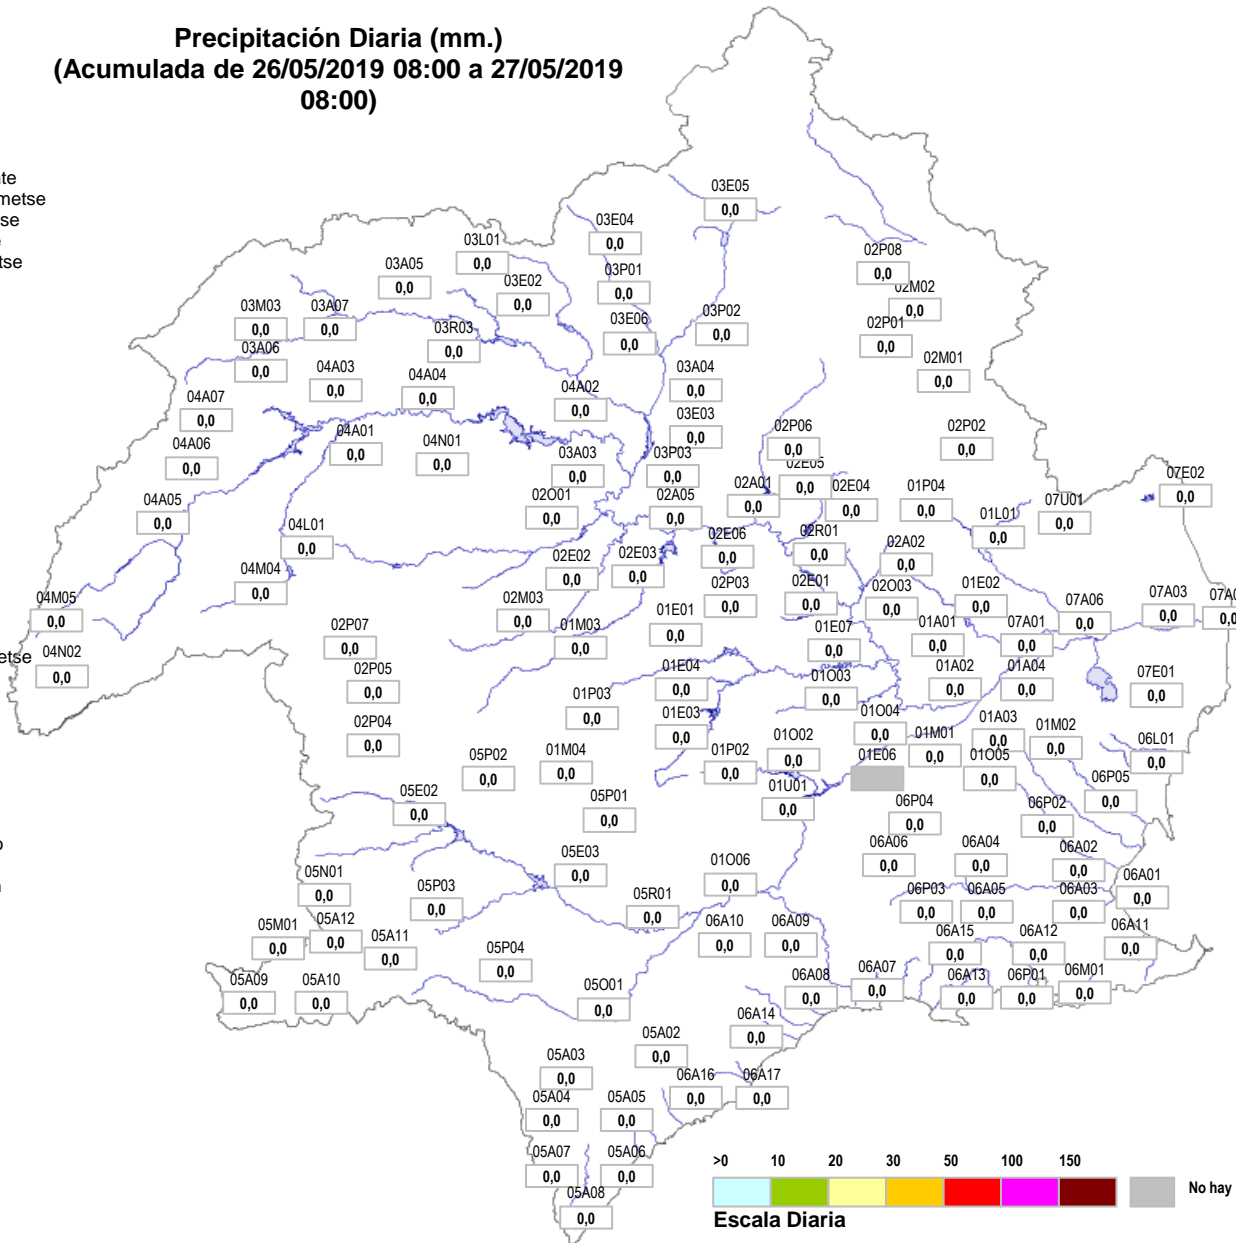 Precipitación Diaria (mm.)
(Acumulada de 26/05/2019 08:00 a 27/05/2019
08:00)
nte
metse
se
e
tse
03E05
0,0
03E04
0,0
03L01
0,0
02P08
0,0
03A05
0,0
03P01
0,0
03E02
0,0
02M02
0,0
03M03
0,0
03A07
0,0
03E06
0,0
03P02
0,0
02P01
0,0
03R03
0,0
03A06
0,0
02M01
0,0
04A03
0,0
04A04
0,0
03A04
0,0
04A02
0,0
04A07
0,0
03E03
0,0
04A01
0,0
02P06
0,0
02P02
0,0
04A06
0,0
04N01
0,0
03A03
0,0
03P03
0,0
02E05
0,0
07E02
0,0
04A05
0,0
02O01
0,0
02A05
0,0
02A01
0,0
02E04
0,0
01P04
0,0
07U01
0,0
01L01
0,0
04L01
0,0
02E06
0,0
02R01
0,0
02A02
0,0
02E02
0,0
02E03
0,0
04M04
0,0
02P03
0,0
02E01
0,0
02O03
0,0
01E02
0,0
07A03
0,0
07A0
0,0
04M05
0,0
02M03
0,0
01E01
0,0
07A06
0,0
02P07
0,0
01M03
0,0
01E07
0,0
01A01
0,0
07A01
0,0
etse
04N02
0,0
02P05
0,0
01E04
0,0
01O03
0,0
01A02
0,0
01A04
0,0
07E01
0,0
01P03
0,0
02P04
0,0
01E03
0,0
01O04
0,0
01A03
0,0
01M02
0,0
05P02
0,0
01M04
0,0
01P02
0,0
01O02
0,0
01E06
01M01
0,0
01O05
0,0
06L01
0,0
05E02
0,0
05P01
0,0
01U01
0,0
06P04
0,0
06P02
0,0
06P05
0,0
o
05E03
0,0
01O06
0,0
06A06
0,0
06A04
0,0
06A02
0,0
n
05N01
0,0
05P03
0,0
05R01
0,0
06P03
0,0
06A05
0,0
06A03
0,0
06A01
0,0
05M01
0,0
05A12
0,0
05A11
0,0
06A10
0,0
06A09
0,0
06A15
0,0
06A12
0,0
06A11
0,0
05P04
0,0
05A09
0,0
05A10
0,0
05O01
0,0
06A08
0,0
06A07
0,0
06A13
0,0
06P01
0,0
06M01
0,0
06A14
0,0
05A02
0,0
05A03
0,0
06A16
0,0
06A17
0,0
05A04
0,0
05A05
0,0
05A07
0,0
05A06
0,0
05A08
0,0
>0 10 20 30 50 100 150
No hay
Escala Diaria